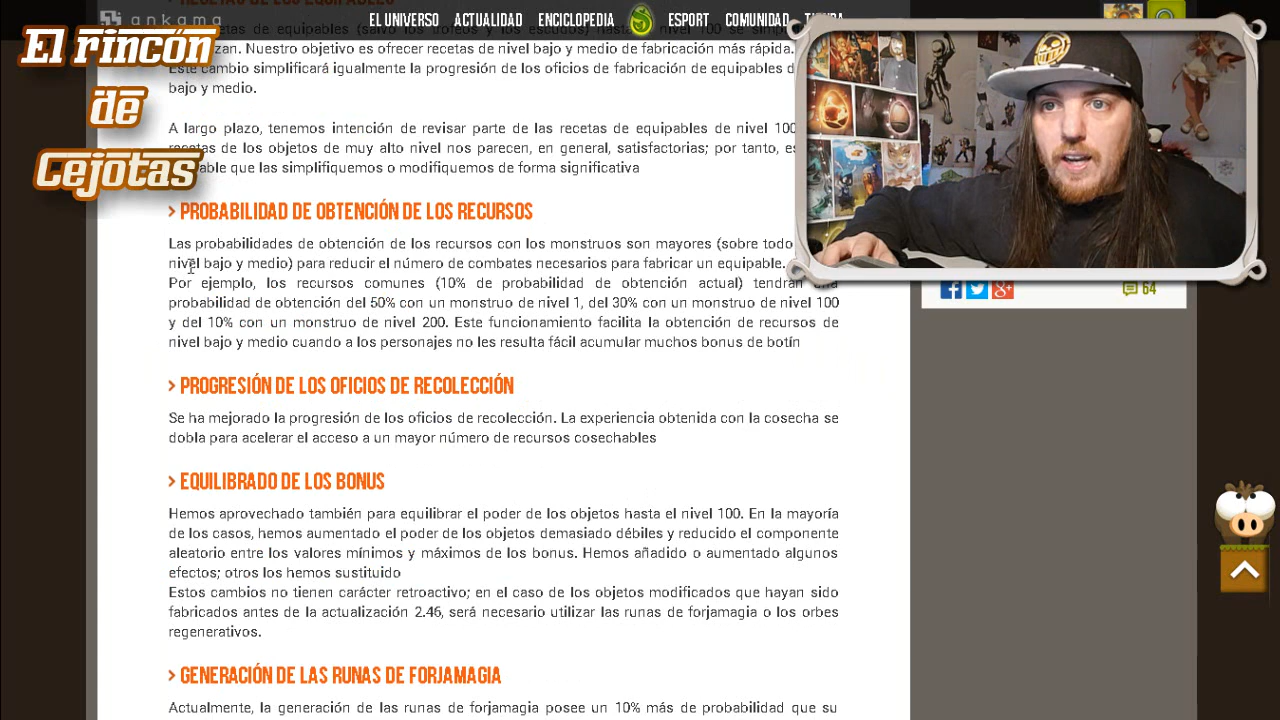 ankama
EL UNIVERSO ACTUALIDAD ENCICLOPEDIA ESPORT COMUNIDAD
El rincón
de
Cejotas
RECETAS DE LOS EQUIPABLES
de equipables (salvo los trofeos y los escudos)
Nuestro objetivo es ofrecer recetas de nivel bajo y medio de fabricación más rápida.
Este cambio simplificará igualmente la progresión de los oficios de fabricación de equipables
bajo y medio.
A largo plazo, tenemos intención de revisar parte de las recetas de equipables de nivel 100
recetas de los objetos de muy alto nivel nos parecen, en general, satisfactorias; por tanto,
que las simplifiquemos o modifiquemos de forma significativa
> PROBABILIDAD DE OBTENCIÓN DE LOS RECURSOS
Las probabilidades de obtención de los recursos con los monstruos son mayores (sobre todo
nivel bajo y medio) para reducir el número de combates necesarios para fabricar un equipable.
Por ejemplo, los recursos comunes (10% de probabilidad de obtención actual) tendrán una
probabilidad de obtención del 50% con un monstruo de nivel 1, del 30% con un monstruo de nivel 100
y del 10% con un monstruo de nivel 200. Este funcionamiento facilita la obtención de recursos de
nivel bajo y medio cuando a los personajes no les resulta fácil acumular muchos bonus de botín
64
> PROGRESIÓN DE LOS OFICIOS DE RECOLECCIÓN
Se ha mejorado la progresión de los oficios de recolección. La experiencia obtenida con la cosecha se
dobla para acelerar el acceso a un mayor número de recursos cosechables
> EQUILIBRADO DE LOS BONUS
Hemos aprovechado también para equilibrar el poder de los objetos hasta el nivel 100. En la mayoría
de los casos, hemos aumentado el poder de los objetos demasiado débiles y reducido el componente
aleatorio entre los valores mínimos y máximos de los bonus. Hemos añadido o aumentado algunos
efectos; otros los hemos sustituido
Estos cambios no tienen carácter retroactivo; en el caso de los objetos modificados que hayan sido
fabricados antes de la actualización 2.46, será necesario utilizar las runas de forjamagia o los orbes
regenerativos.
> GENERACIÓN DE LAS RUNAS DE FORJAMAGIA
Actualmente, la generación de las runas de forjamagia posee un 10% más de probabilidad que su